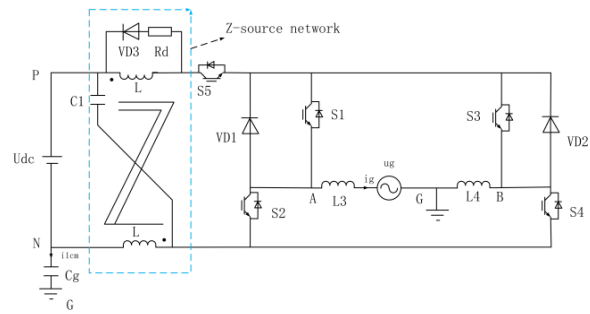 Z-source network
VD3 Rd
P
L
S5
C1
S1
S3
VD1
VD2
Udc
ug
ig
G
A
L3
L4
B
S2
S4
L
N
i1cm
Cg
G